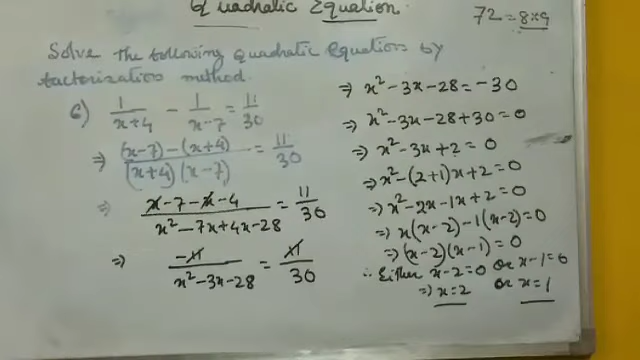 Quadratic Equation
72 = 8×9
Solve The following Quadratic Equations by
factorization method.
6) 1/(x+4) - 1/(x-7) = 11/30
⇒ ((x-7)-(x+4))/((x+4)(x-7)) = 11/30
⇒ (x-7-x-4)/(x²-7x+4x-28) = 11/30
⇒ -11/(x²-3x-28) = 11/30
⇒ x²-3x-28 = -30
⇒ x²-3x-28+30 = 0
⇒ x²-3x+2 = 0
⇒ x²-(2+1)x+2 = 0
⇒ x²-2x-1x+2 = 0
⇒ x(x-2)-1(x-2) = 0
⇒ (x-2)(x-1) = 0
∴ Either x-2=0 or x-1=0
⇒ x=2 or x=1